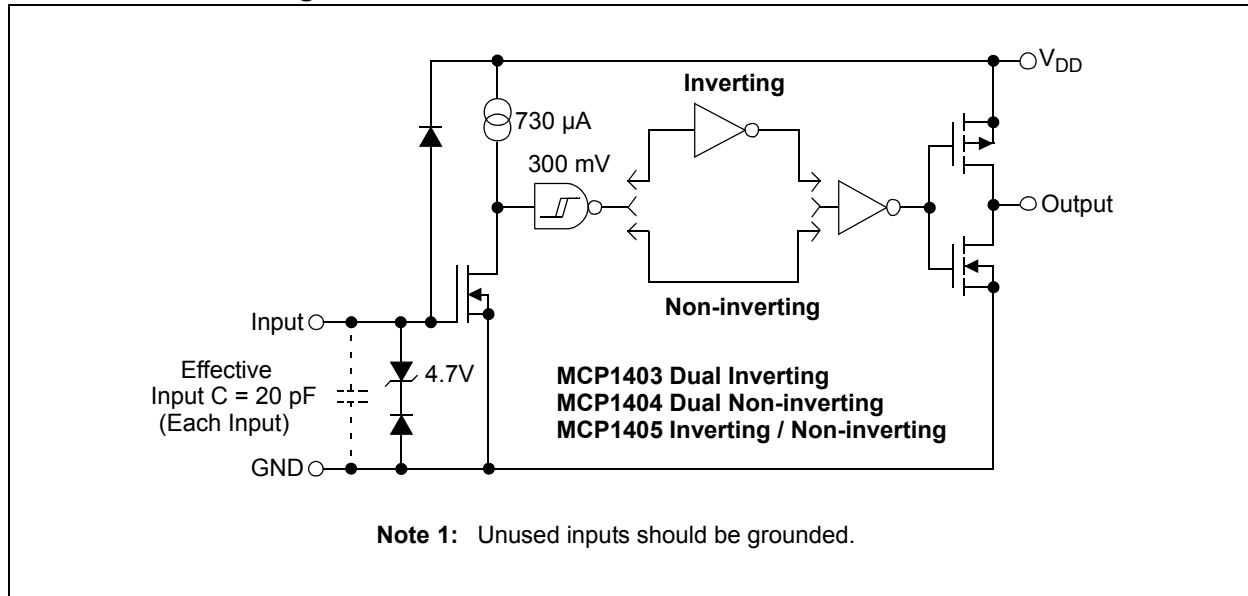 V_DD
Inverting
730 µA
300 mV
Output
Non-inverting
Input
4.7V
Effective
Input C = 20 pF
(Each Input)
MCP1403 Dual Inverting
MCP1404 Dual Non-inverting
MCP1405 Inverting / Non-inverting
GND
Note 1: Unused inputs should be grounded.